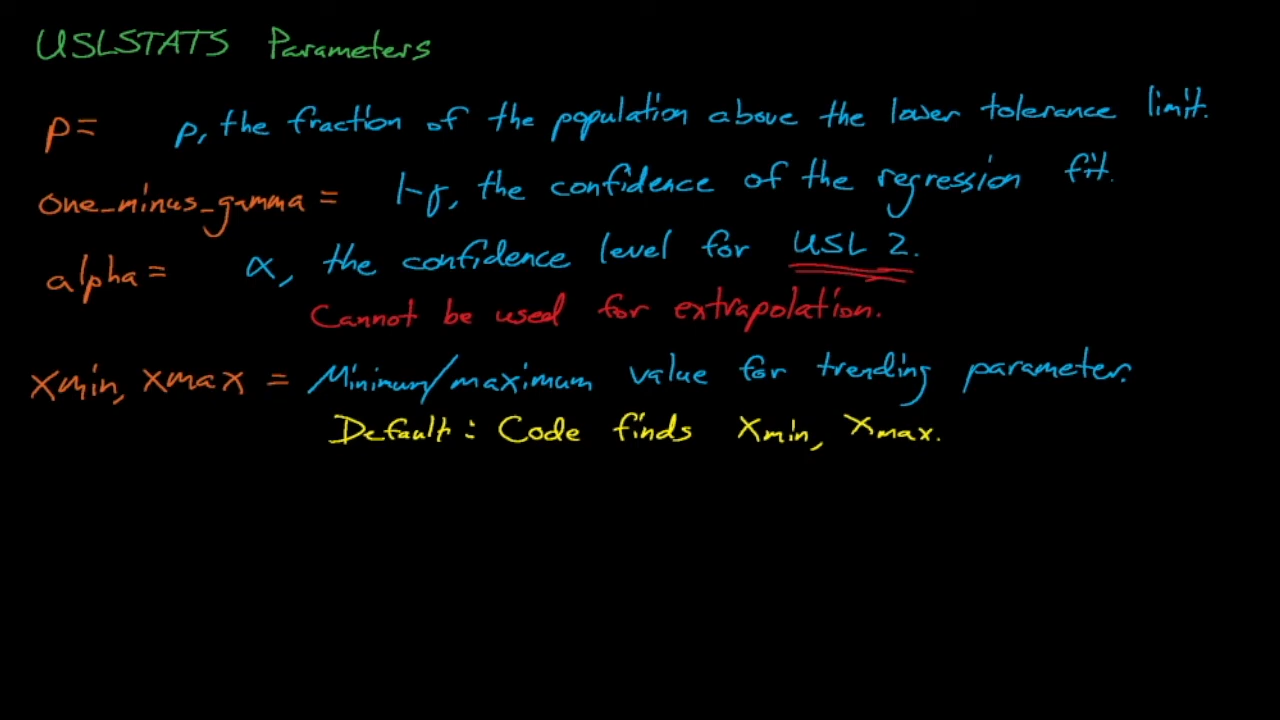 USLSTATS Parameters
p= p, the fraction of the population above the lower tolerance limit.
one_minus_gamma = 1-γ, the confidence of the regression fit.
alpha= α, the confidence level for USL 2.
Cannot be used for extrapolation.
Xmin, Xmax = Minimum/maximum value for trending parameter.
Default: Code finds Xmin, Xmax.